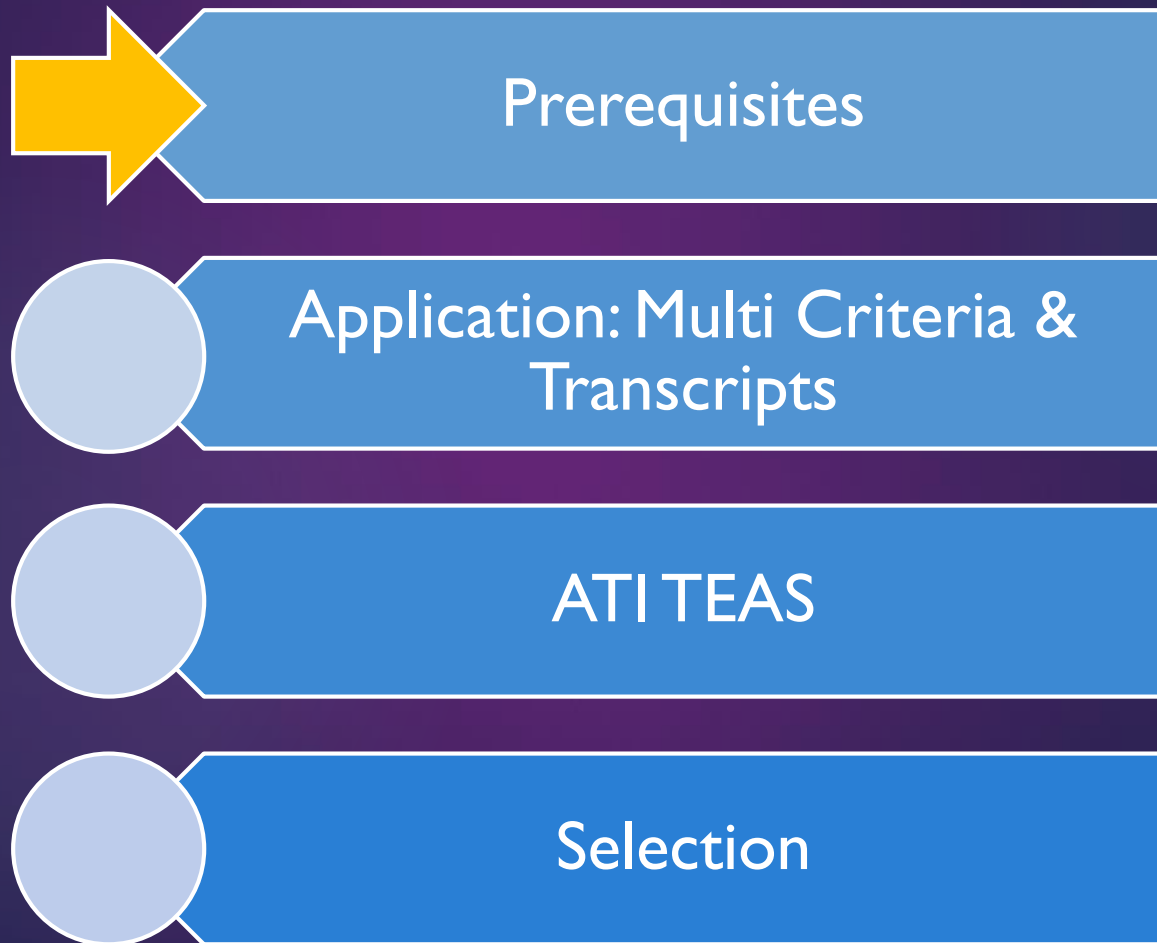 Prerequisites
Application: Multi Criteria &
Transcripts
ATI TEAS
Selection